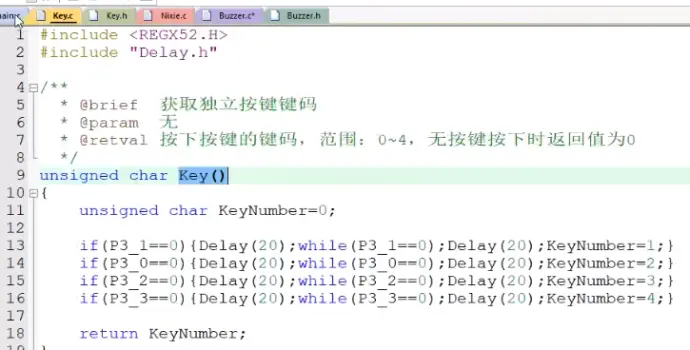 main.c Key.c Key.h Nixie.c Buzzer.c* Buzzer.h
1 #include <REGX52.H>
2 #include "Delay.h"
3
4 /**
5 * @brief 获取独立按键键码
6 * @param 无
7 * @retval 按下按键的键码，范围：0~4，无按键按下时返回值为0
8 */
9 unsigned char Key()
10 {
11 unsigned char KeyNumber=0;
12
13 if(P3_1==0){Delay(20);while(P3_1==0);Delay(20);KeyNumber=1;}
14 if(P3_0==0){Delay(20);while(P3_0==0);Delay(20);KeyNumber=2;}
15 if(P3_2==0){Delay(20);while(P3_2==0);Delay(20);KeyNumber=3;}
16 if(P3_3==0){Delay(20);while(P3_3==0);Delay(20);KeyNumber=4;}
17
18 return KeyNumber;
19 }